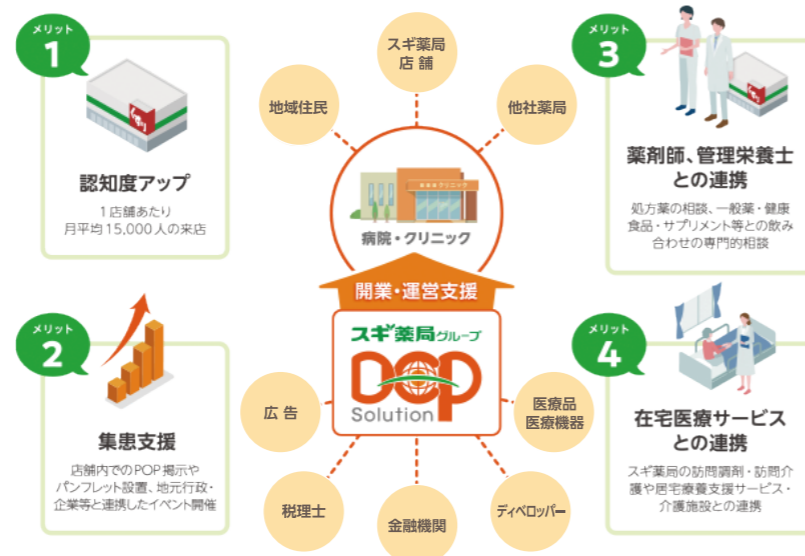 メリット
1
認知度アップ
1店舗あたり
月平均15,000人の来店
メリット
2
集患支援
店舗内でのPOP掲示や
パンフレット設置、地元行政・
企業等と連携したイベント開催
スギ薬局
店舗
地域住民
他社薬局
病院・クリニック
開業・運営支援
スギ薬局グループ
DCP
Solution
広告
医療品
医療機器
税理士
金融機関
ディベロッパー
メリット
3
くすり
薬剤師、管理栄養士
との連携
処方薬の相談、一般薬・健康
食品・サプリメント等との飲み
合わせの専門的相談
メリット
4
在宅医療サービス
との連携
スギ薬局の訪問調剤・訪問介
護や居宅療養支援サービス・
介護施設との連携